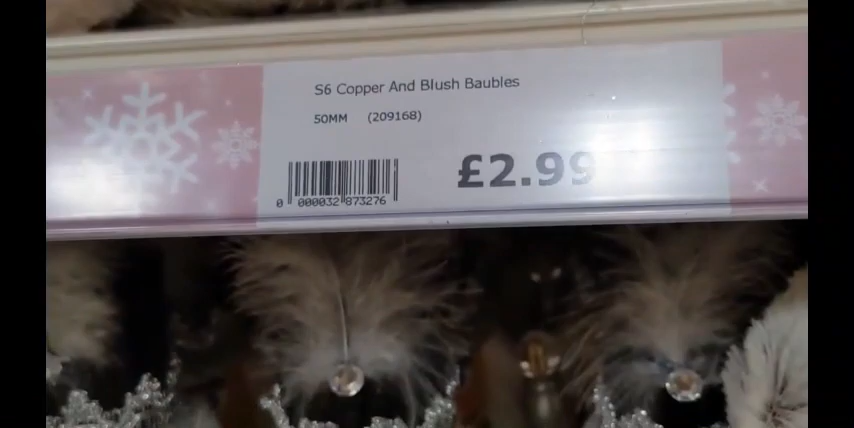 S6 Copper And Blush Baubles
50MM (209168)
£2.99
0 000032 873276